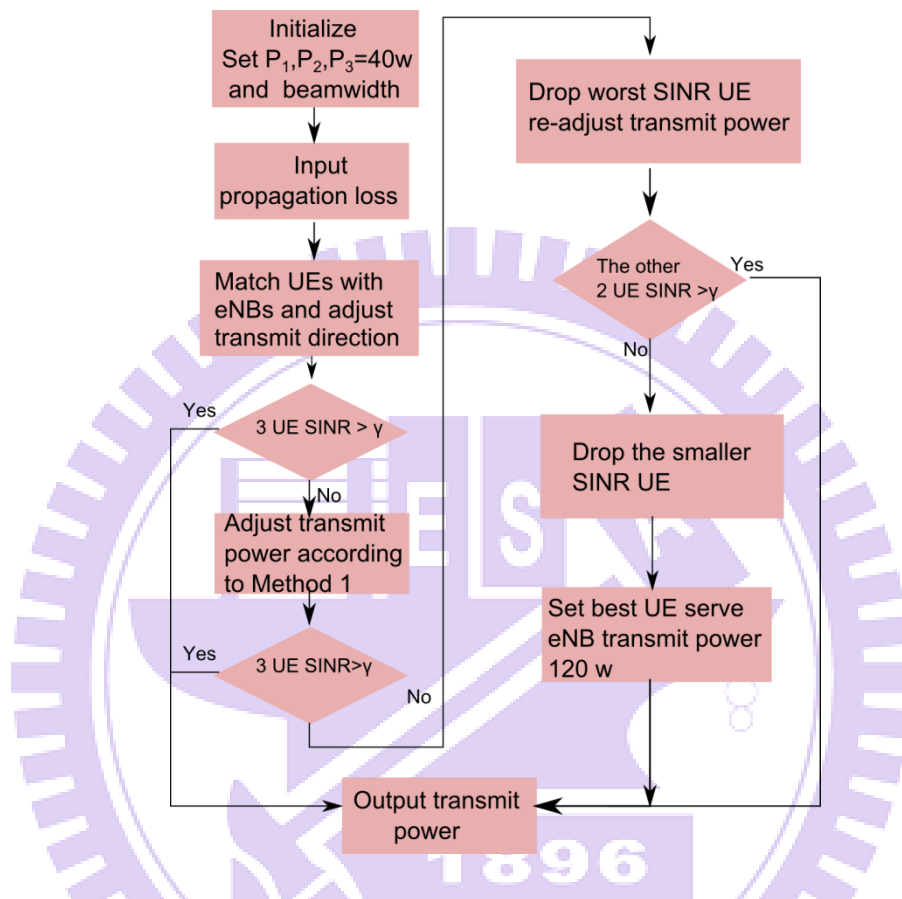 Initialize
Set P₁,P₂,P₃=40w
and beamwidth
Input
propagation loss
Match UEs with
eNBs and adjust
transmit direction
Yes
3 UE SINR > γ
No
Adjust transmit
power according
to Method 1
Yes
3 UE SINR>γ
No
Drop worst SINR UE
re-adjust transmit power
The other
2 UE SINR >γ
Yes
No
Drop the smaller
SINR UE
Set best UE serve
eNB transmit power
120 w
Output transmit
power
E S A
1896